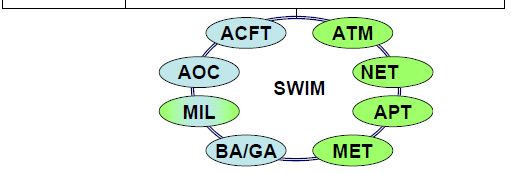 ACFT ATM
AOC NET
SWIM
MIL APT
BA/GA MET